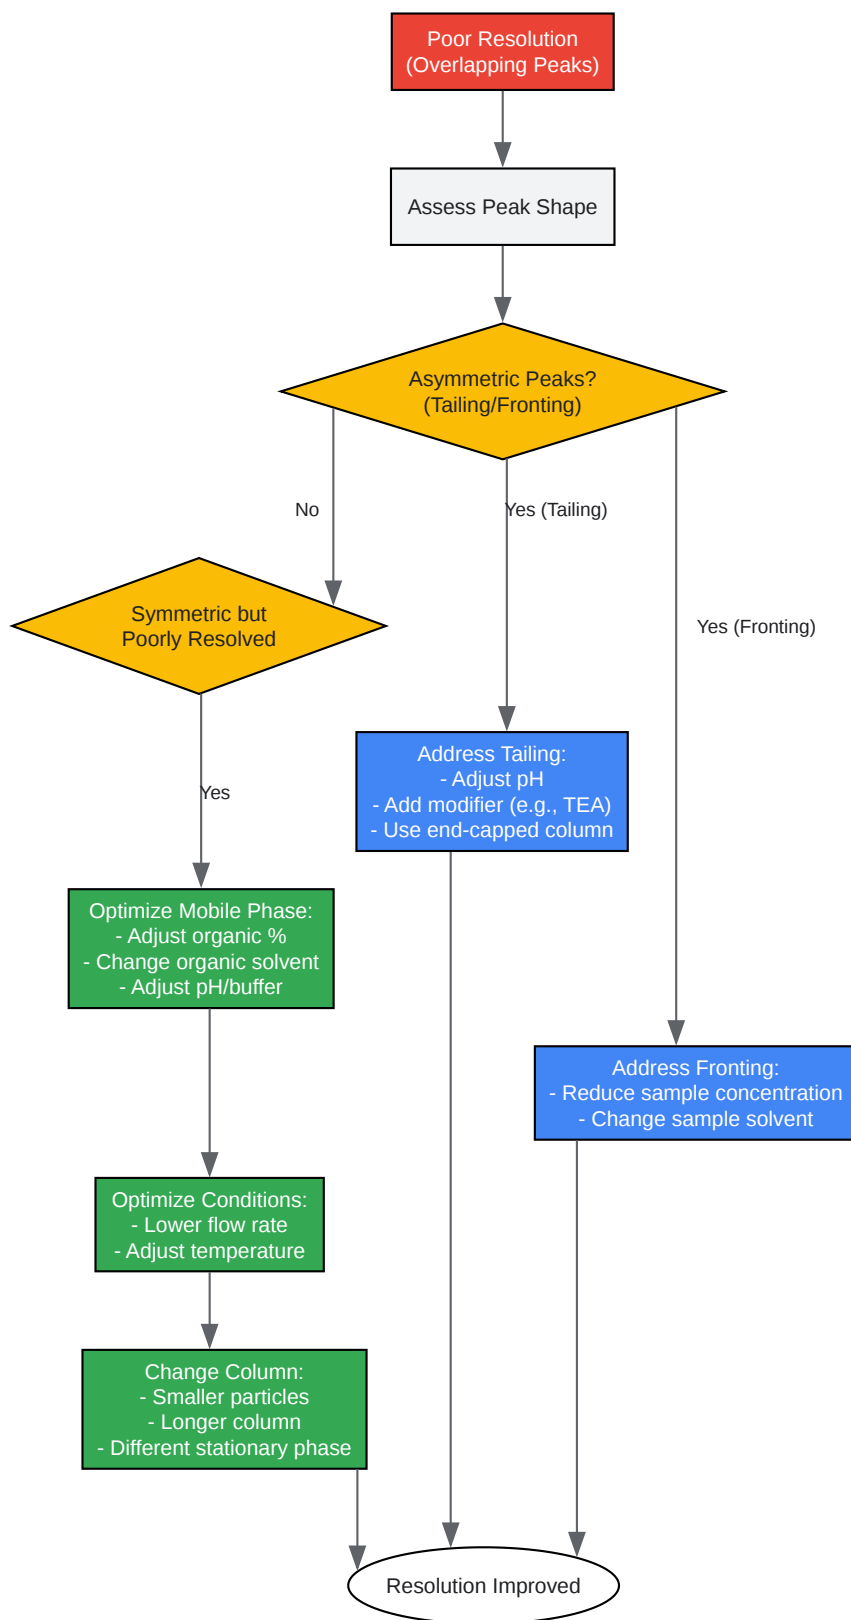 Poor Resolution
(Overlapping Peaks)
Assess Peak Shape
Asymmetric Peaks?
(Tailing/Fronting)
No
Yes (Tailing)
Yes (Fronting)
Symmetric but
Poorly Resolved
Yes
Address Tailing:
- Adjust pH
- Add modifier (e.g., TEA)
- Use end-capped column
Optimize Mobile Phase:
- Adjust organic %
- Change organic solvent
- Adjust pH/buffer
Address Fronting:
- Reduce sample concentration
- Change sample solvent
Optimize Conditions:
- Lower flow rate
- Adjust temperature
Change Column:
- Smaller particles
- Longer column
- Different stationary phase
Resolution Improved